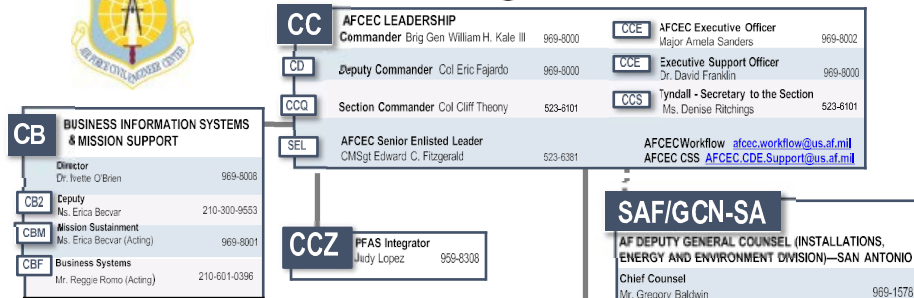 AIR FORCE CIVIL ENGINEER CENTER
CC
AFCEC LEADERSHIP
Commander Brig Gen William H. Kale III 969-8000
CD
Deputy Commander Col Eric Fajardo 969-8000
CCQ
Section Commander Col Cliff Theony 523-6101
SEL
AFCEC Senior Enlisted Leader
CMSgt Edward C. Fitzgerald 523-6381
CCE
AFCEC Executive Officer
Major Amela Sanders 969-8002
CCE
Executive Support Officer
Dr. David Franklin 969-8000
CCS
Tyndall - Secretary to the Section
Ms. Denise Ritchings 523-6101
AFCECWorkflow afcec.workflow@us.af.mil
AFCEC CSS AFCEC.CDE.Support@us.af.mil
CB
BUSINESS INFORMATION SYSTEMS
& MISSION SUPPORT
Director
Dr. Ivette O'Brien 969-8008
CB2
Deputy
Ms. Erica Becvar 210-300-9553
CBM
Mission Sustainment
Ms. Erica Becvar (Acting) 969-8001
CBF
Business Systems
Mr. Reggie Romo (Acting) 210-601-0396
CCZ
PFAS Integrator
Judy Lopez 959-8308
SAF/GCN-SA
AF DEPUTY GENERAL COUNSEL (INSTALLATIONS,
ENERGY AND ENVIRONMENT DIVISION)—SAN ANTONIO
Chief Counsel
Mr. Gregory Baldwin 969-1578